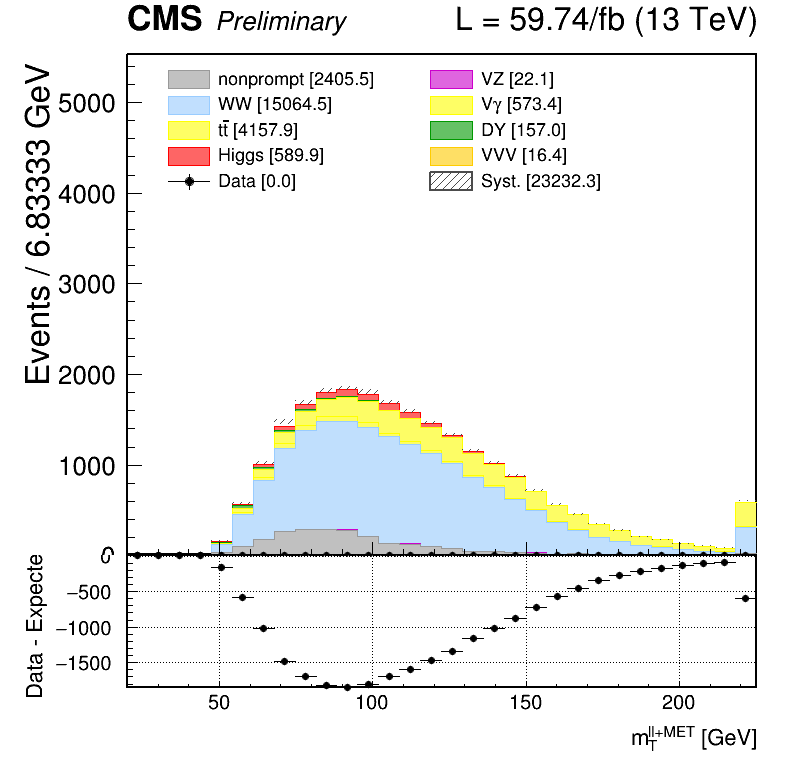 CMS Preliminary L = 59.74/fb (13 TeV)
Events / 6.83333 GeV
5000
4000
3000
2000
1000
0
nonprompt [2405.5]
WW [15064.5]
tt̄ [4157.9]
Higgs [589.9]
Data [0.0]
VZ [22.1]
Vγ [573.4]
DY [157.0]
VVV [16.4]
Syst. [23232.3]
Data - Expecte
0
−500
−1000
−1500
50 100 150 200
m_T^{ll+MET} [GeV]